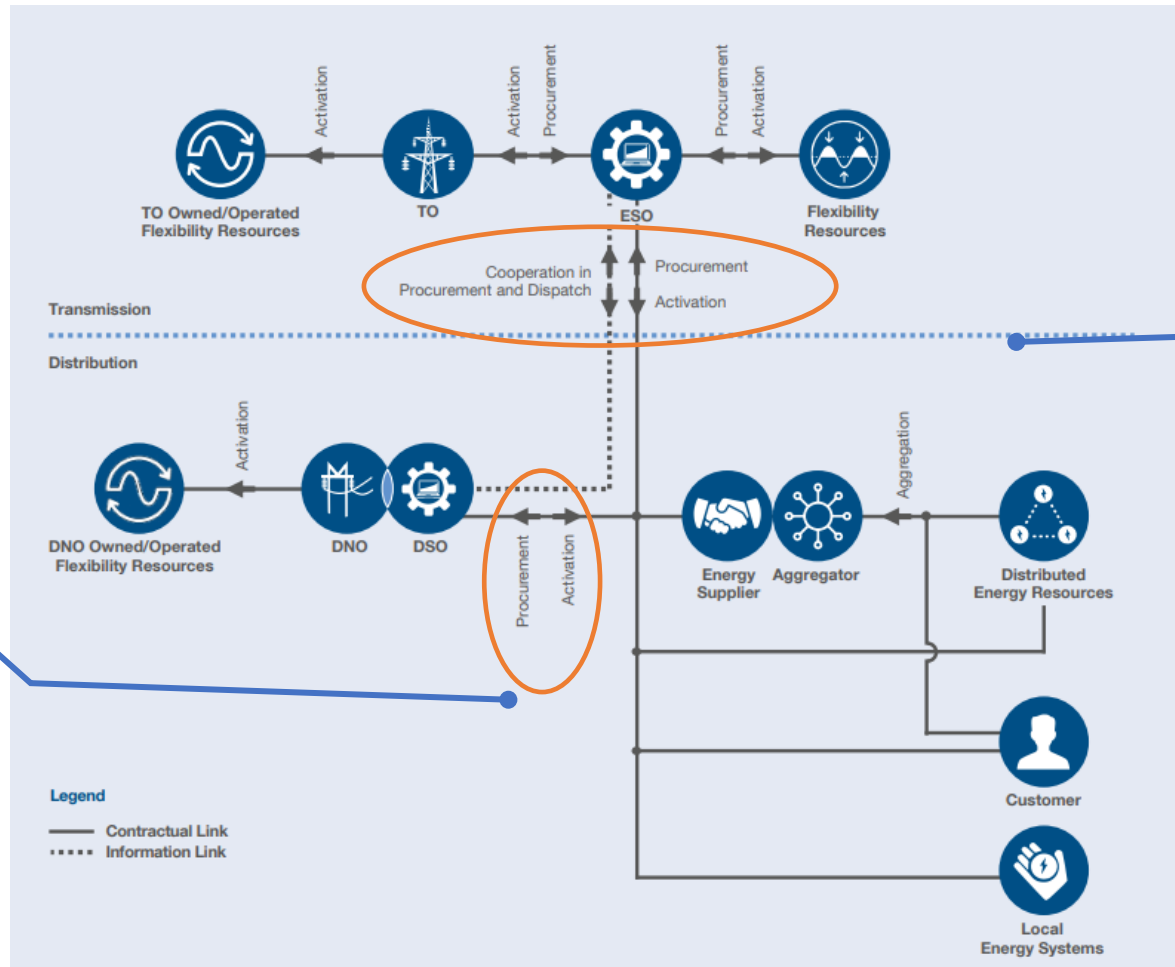 Activation
Activation
Procurement
Procurement
Activation
TO Owned/Operated
Flexibility Resources
TO
ESO
Flexibility
Resources
Cooperation in
Procurement and Dispatch
Procurement
Activation
Transmission
Distribution
Activation
Aggregation
DNO Owned/Operated
Flexibility Resources
DNO
DSO
Procurement
Activation
Energy
Supplier
Aggregator
Distributed
Energy Resources
Customer
Legend
Contractual Link
Information Link
Local
Energy Systems